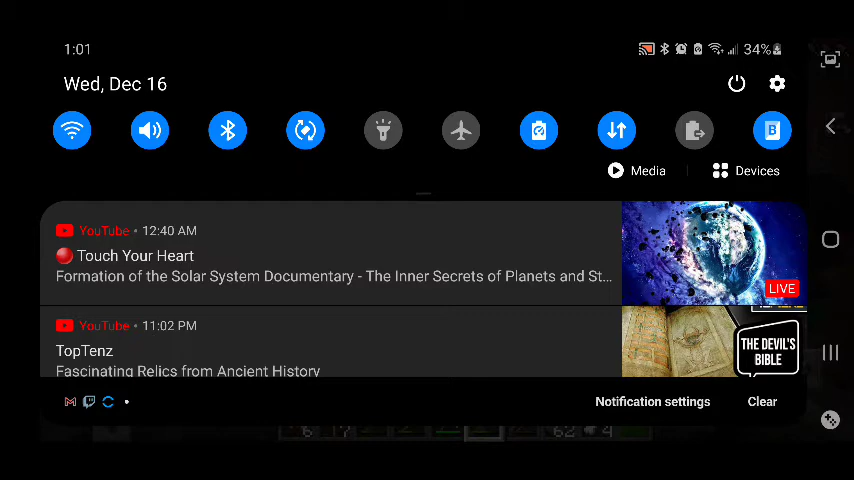 1:01
34%
Wed, Dec 16
B
Media
Devices
YouTube • 12:40 AM
Touch Your Heart
Formation of the Solar System Documentary - The Inner Secrets of Planets and St...
LIVE
YouTube • 11:02 PM
TopTenz
Fascinating Relics from Ancient History
THE DEVIL'S
BIBLE
Notification settings
Clear
62
4